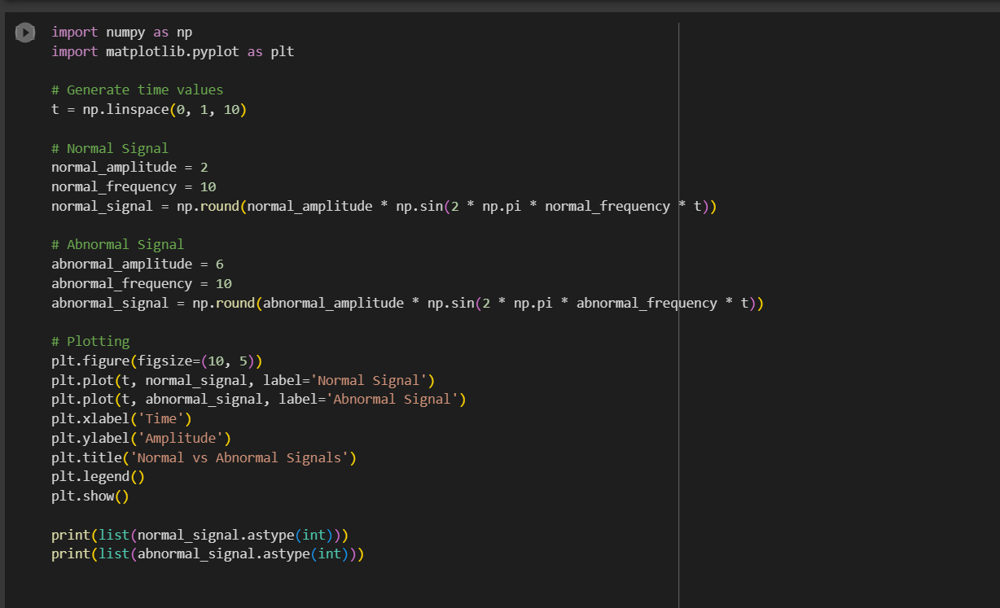 import numpy as np
import matplotlib.pyplot as plt
# Generate time values
t = np.linspace(0, 1, 10)
# Normal Signal
normal_amplitude = 2
normal_frequency = 10
normal_signal = np.round(normal_amplitude * np.sin(2 * np.pi * normal_frequency * t))
# Abnormal Signal
abnormal_amplitude = 6
abnormal_frequency = 10
abnormal_signal = np.round(abnormal_amplitude * np.sin(2 * np.pi * abnormal_frequency * t))
# Plotting
plt.figure(figsize=(10, 5))
plt.plot(t, normal_signal, label='Normal Signal')
plt.plot(t, abnormal_signal, label='Abnormal Signal')
plt.xlabel('Time')
plt.ylabel('Amplitude')
plt.title('Normal vs Abnormal Signals')
plt.legend()
plt.show()
print(list(normal_signal.astype(int)))
print(list(abnormal_signal.astype(int)))